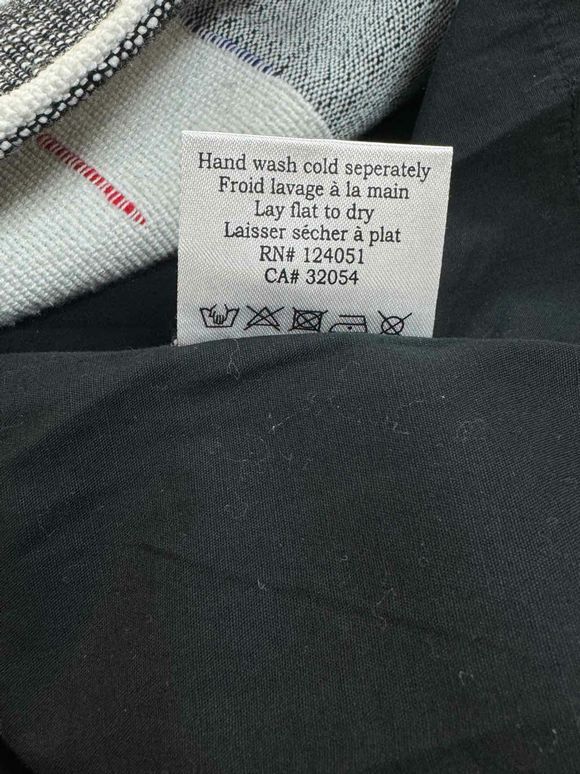 Hand wash cold seperately
Froid lavage à la main
Lay flat to dry
Laisser sécher à plat
RN# 124051
CA# 32054